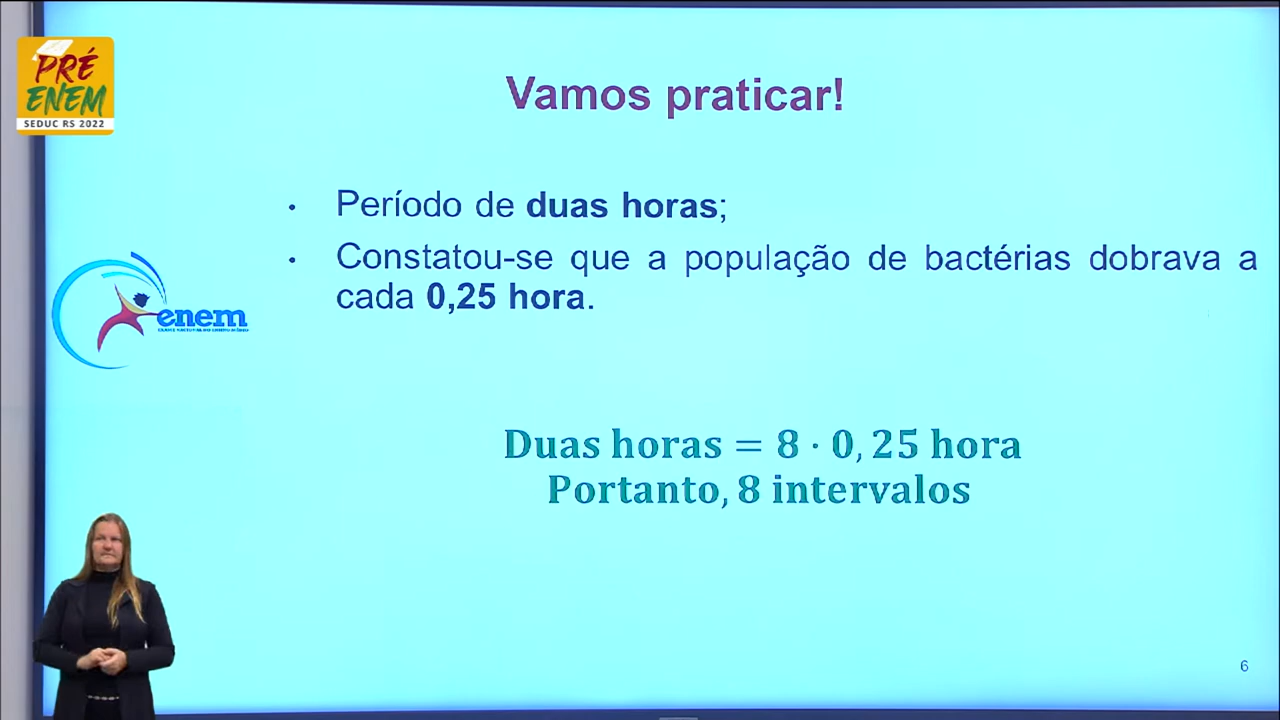 PRÉ
ENEM
SEDUC RS 2022
Vamos praticar!
• Período de duas horas;
• Constatou-se que a população de bactérias dobrava a
cada 0,25 hora.
enem
Duas horas = 8 · 0, 25 hora
Portanto, 8 intervalos
6